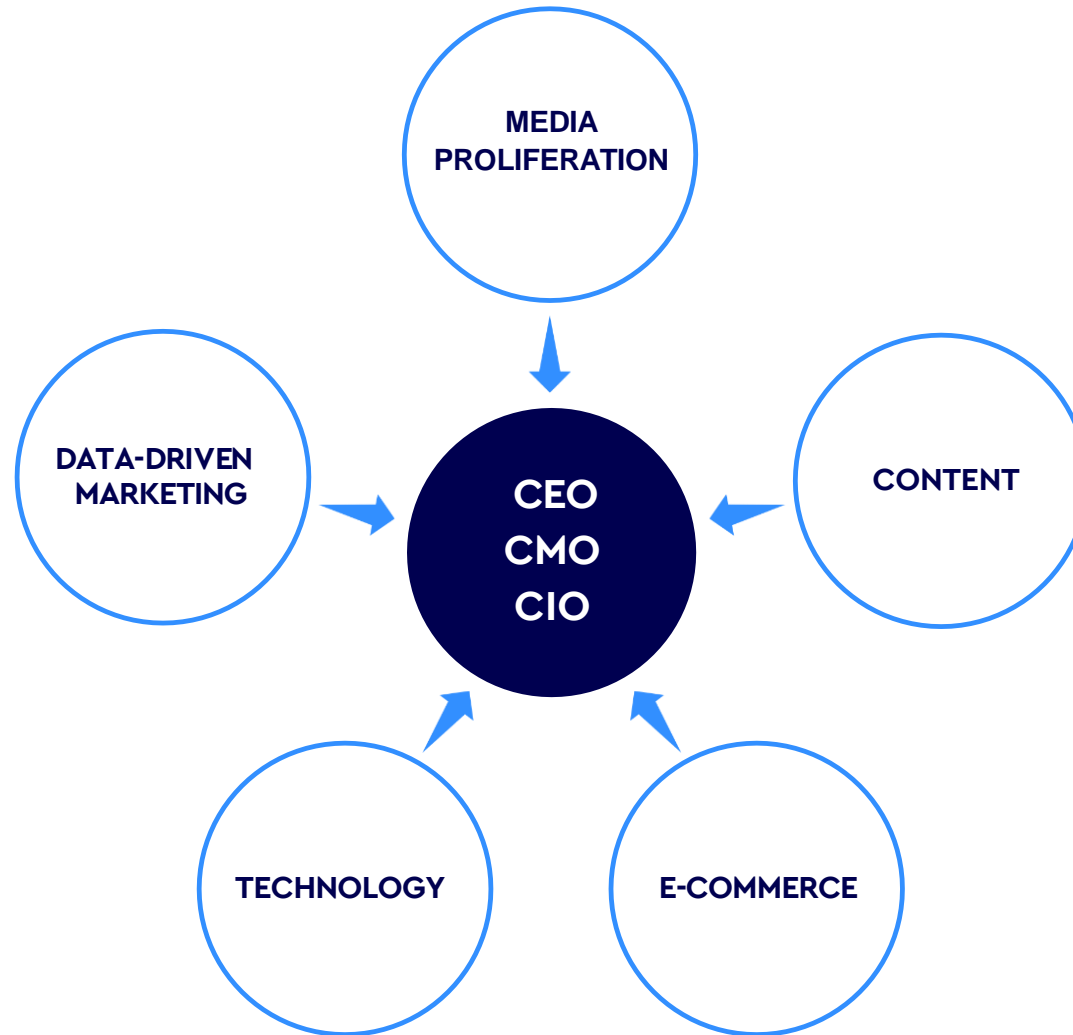 MEDIA
PROLIFERATION
DATA-DRIVEN
MARKETING
CEO
CMO
CIO
CONTENT
TECHNOLOGY
E-COMMERCE